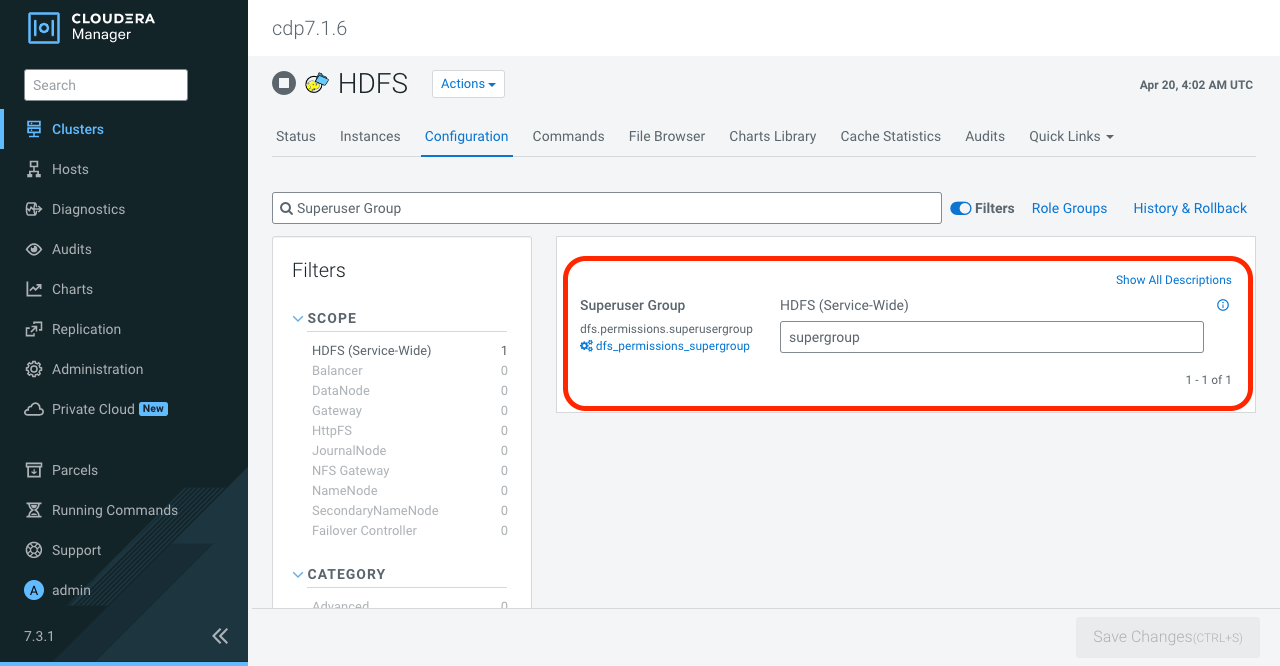 CLOUDERA
Manager
Search
Clusters
Hosts
Diagnostics
Audits
Charts
Replication
Administration
Private Cloud New
Parcels
Running Commands
Support
A admin
7.3.1
cdp7.1.6
HDFS
Actions
Apr 20, 4:02 AM UTC
Status Instances Configuration Commands File Browser Charts Library Cache Statistics Audits Quick Links
Superuser Group
Filters Role Groups History & Rollback
Filters
SCOPE
HDFS (Service-Wide) 1
Balancer 0
DataNode 0
Gateway 0
HttpFS 0
JournalNode 0
NFS Gateway 0
NameNode 0
SecondaryNameNode 0
Failover Controller 0
CATEGORY
Advanced 0
Show All Descriptions
Superuser Group HDFS (Service-Wide)
dfs.permissions.superusergroup
dfs_permissions_supergroup
supergroup
1 - 1 of 1
Save Changes(CTRL+S)